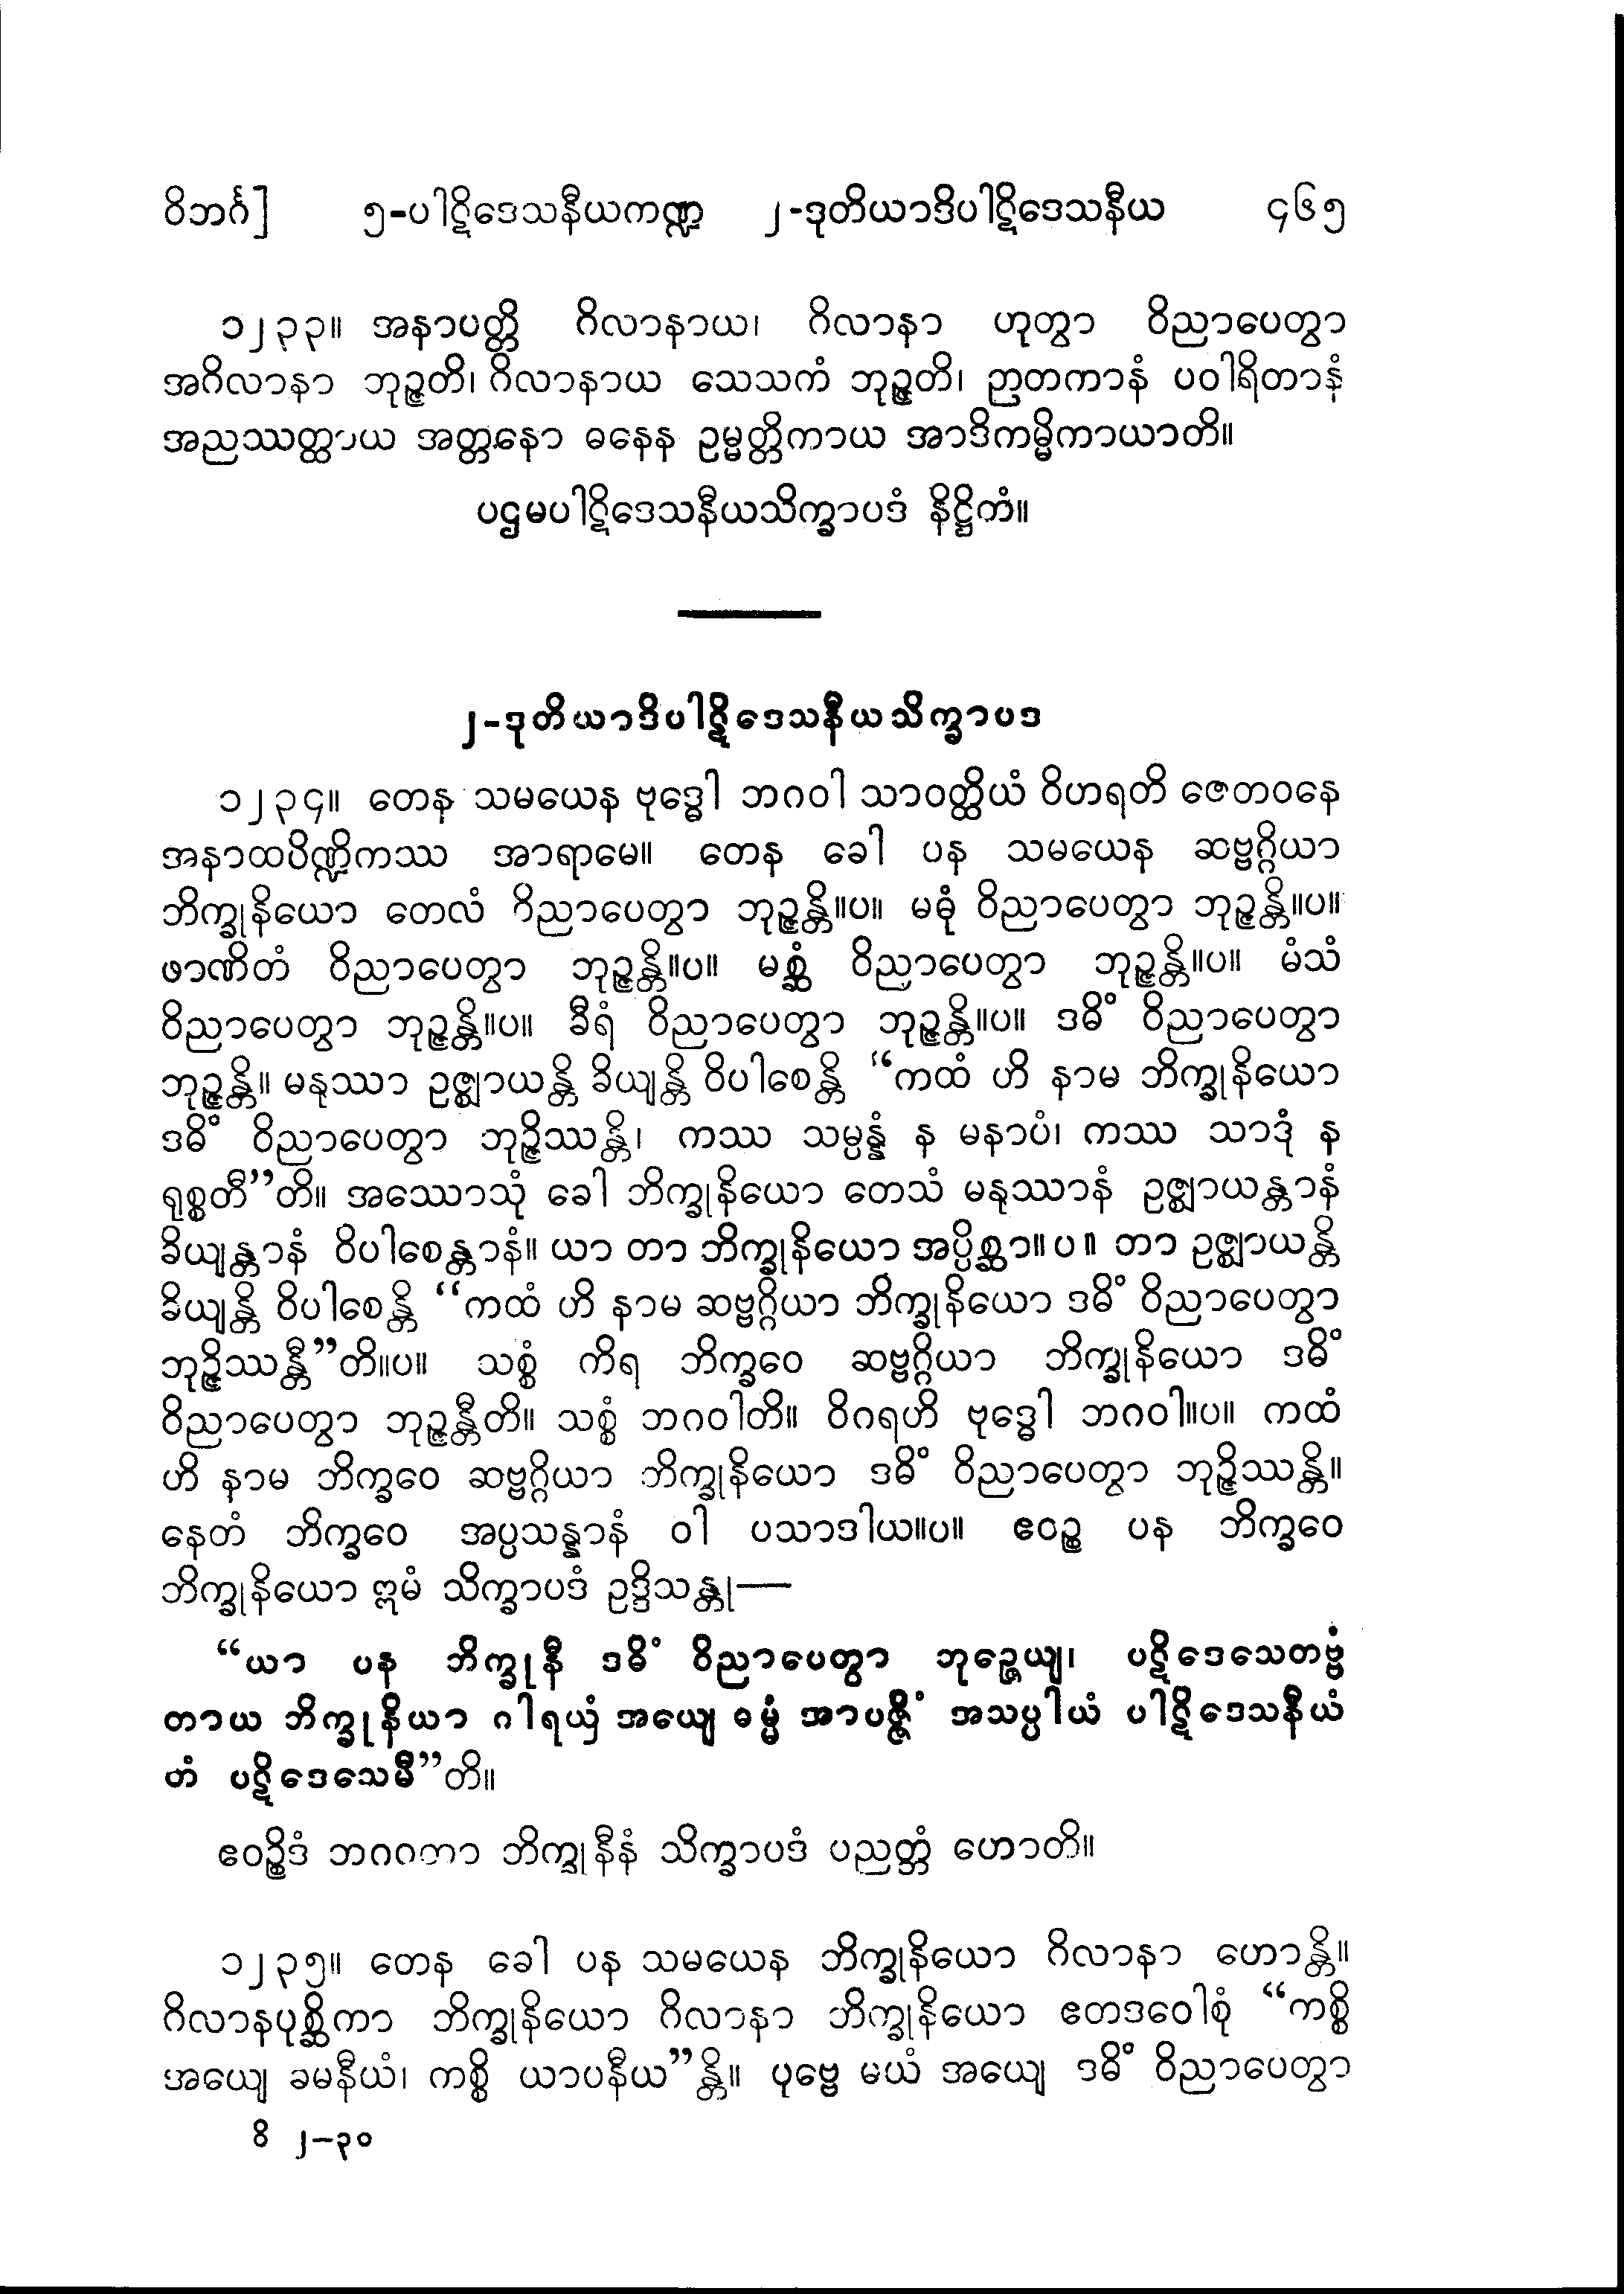 ဝိဘင်္ဂ] ၅-ပါဋိဒေသနီယကဏ္ဍ ၂-ဒုတိယာဒိပါဋိဒေသနီယ ၄၆၅
၁၂၃၃။ အနာပတ္တိ ဂိလာနာယ၊ ဂိလာနာ ဟုတွာ ဝိညာပေတွာ
အဂိလာနာ ဘုဉ္ဇတိ၊ ဂိလာနာယ သေသကံ ဘုဉ္ဇတိ၊ ဉာတကာနံ ပဝါရိတာနံ
အညဿတ္ထာယ အတ္တနော ဓနေန ဥမ္မတ္တိကာယ အာဒိကမ္မိကာယာတိ။
ပဌမပါဋိဒေသနီယသိက္ခာပဒံ နိဋ္ဌိတံ။
၂-ဒုတိယာဒိပါဋိဒေသနီယသိက္ခာပဒ
၁၂၃၄။ တေန သမယေန ဗုဒ္ဓေါ ဘဂဝါ သာဝတ္ထိယံ ဝိဟရတိ ဇေတဝနေ
အနာထပိဏ္ဍိကဿ အာရာမေ။ တေန ခေါ ပန သမယေန ဆဗ္ဗဂ္ဂိယာ
ဘိက္ခုနိယော တေလံ ဝိညာပေတွာ ဘုဉ္ဇန္တိ။ပ။ မဓုံ ဝိညာပေတွာ ဘုဉ္ဇန္တိ။ပ။
ဖာဏိတံ ဝိညာပေတွာ ဘုဉ္ဇန္တိ။ပ။ မစ္ဆံ ဝိညာပေတွာ ဘုဉ္ဇန္တိ။ပ။ မံသံ
ဝိညာပေတွာ ဘုဉ္ဇန္တိ။ပ။ ခီရံ ဝိညာပေတွာ ဘုဉ္ဇန္တိ။ပ။ ဒဓိံ ဝိညာပေတွာ
ဘုဉ္ဇန္တိ။ မနုဿာ ဥဇ္ဈာယန္တိ ခိယျန္တိ ဝိပါစေန္တိ “ကထံ ဟိ နာမ ဘိက္ခုနိယော
ဒဓိံ ဝိညာပေတွာ ဘုဉ္ဇိဿန္တိ၊ ကဿ သမ္ပန္နံ န မနာပံ၊ ကဿ သာဒုံ န
ရုစ္စတီ”တိ။ အဿောသုံ ခေါ ဘိက္ခုနိယော တေသံ မနုဿာနံ ဥဇ္ဈာယန္တာနံ
ခိယျန္တာနံ ဝိပါစေန္တာနံ။ ယာ တာ ဘိက္ခုနိယော အပ္ပိစ္ဆာ။ပ။ တာ ဥဇ္ဈာယန္တိ
ခိယျန္တိ ဝိပါစေန္တိ “ကထံ ဟိ နာမ ဆဗ္ဗဂ္ဂိယာ ဘိက္ခုနိယော ဒဓိံ ဝိညာပေတွာ
ဘုဉ္ဇိဿန္တီ”တိ။ပ။ သစ္စံ ကိရ ဘိက္ခဝေ ဆဗ္ဗဂ္ဂိယာ ဘိက္ခုနိယော ဒဓိံ
ဝိညာပေတွာ ဘုဉ္ဇန္တီတိ။ သစ္စံ ဘဂဝါတိ။ ဝိဂရဟိ ဗုဒ္ဓေါ ဘဂဝါ။ပ။ ကထံ
ဟိ နာမ ဘိက္ခဝေ ဆဗ္ဗဂ္ဂိယာ ဘိက္ခုနိယော ဒဓိံ ဝိညာပေတွာ ဘုဉ္ဇိဿန္တိ။
နေတံ ဘိက္ခဝေ အပ္ပသန္နာနံ ဝါ ပသာဒါယ။ပ။ ဧဝဉ္စ ပန ဘိက္ခဝေ
ဘိက္ခုနိယော ဣမံ သိက္ခာပဒံ ဥဒ္ဒိသန္တု—
“ယာ ပန ဘိက္ခုနီ ဒဓိံ ဝိညာပေတွာ ဘုဉ္ဇေယျ၊ ပဋိဒေသေတဗ္ဗံ
တာယ ဘိက္ခုနိယာ ဂါရယှံ အယျေ ဓမ္မံ အာပဇ္ဇိံ အသပ္ပါယံ ပါဋိဒေသနီယံ
တံ ပဋိဒေသေမီ”တိ။
ဧဝဉ္စိဒံ ဘဂဝတာ ဘိက္ခုနီနံ သိက္ခာပဒံ ပညတ္တံ ဟောတိ။
၁၂၃၅။ တေန ခေါ ပန သမယေန ဘိက္ခုနိယော ဂိလာနာ ဟောန္တိ။
ဂိလာနပုစ္ဆိကာ ဘိက္ခုနိယော ဂိလာနာ ဘိက္ခုနိယော ဧတဒဝေါစုံ “ကစ္စိ
အယျေ ခမနီယံ၊ ကစ္စိ ယာပနီယ”န္တိ။ ပုဗ္ဗေ မယံ အယျေ ဒဓိံ ဝိညာပေတွာ
ဝိ ၂–၃၀